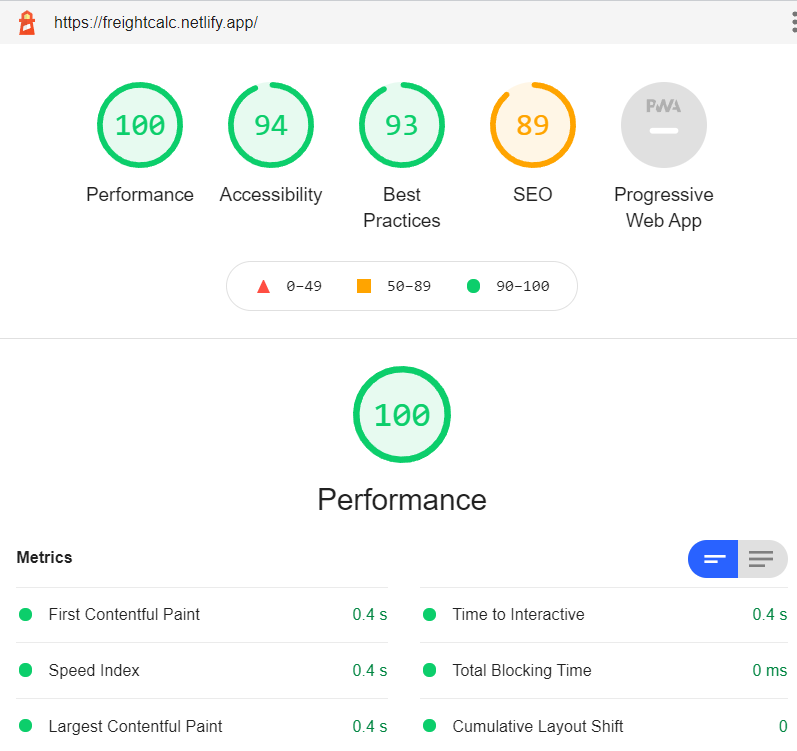 https://freightcalc.netlify.app/
100
94
93
89
PWA
Performance
Accessibility
Best
Practices
SEO
Progressive
Web App
0–49
50–89
90–100
100
Performance
Metrics
First Contentful Paint 0.4 s
Time to Interactive 0.4 s
Speed Index 0.4 s
Total Blocking Time 0 ms
Largest Contentful Paint 0.4 s
Cumulative Layout Shift 0